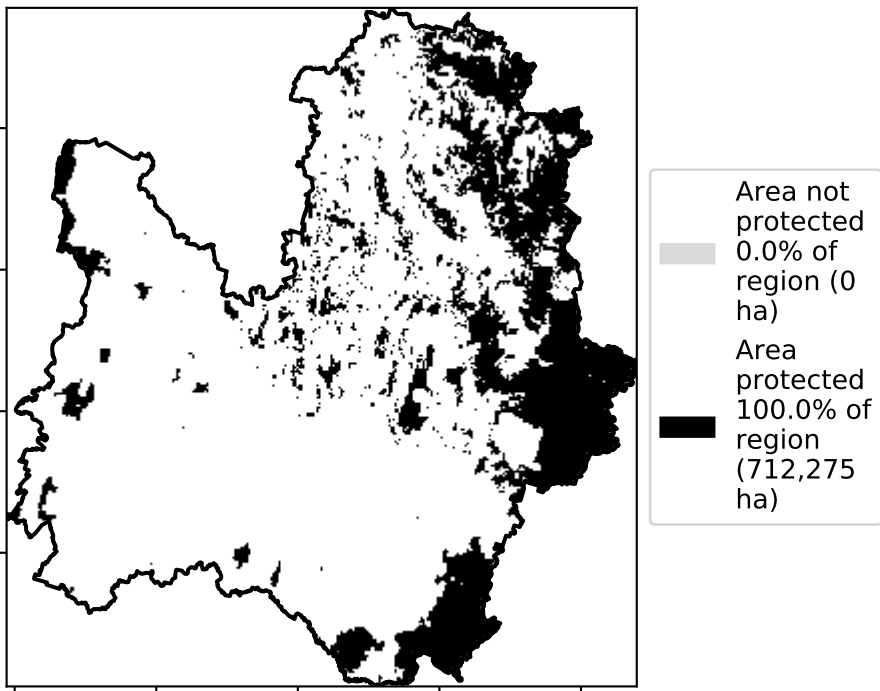 Area not
protected
0.0% of
region (0
ha)
Area
protected
100.0% of
region
(712,275
ha)